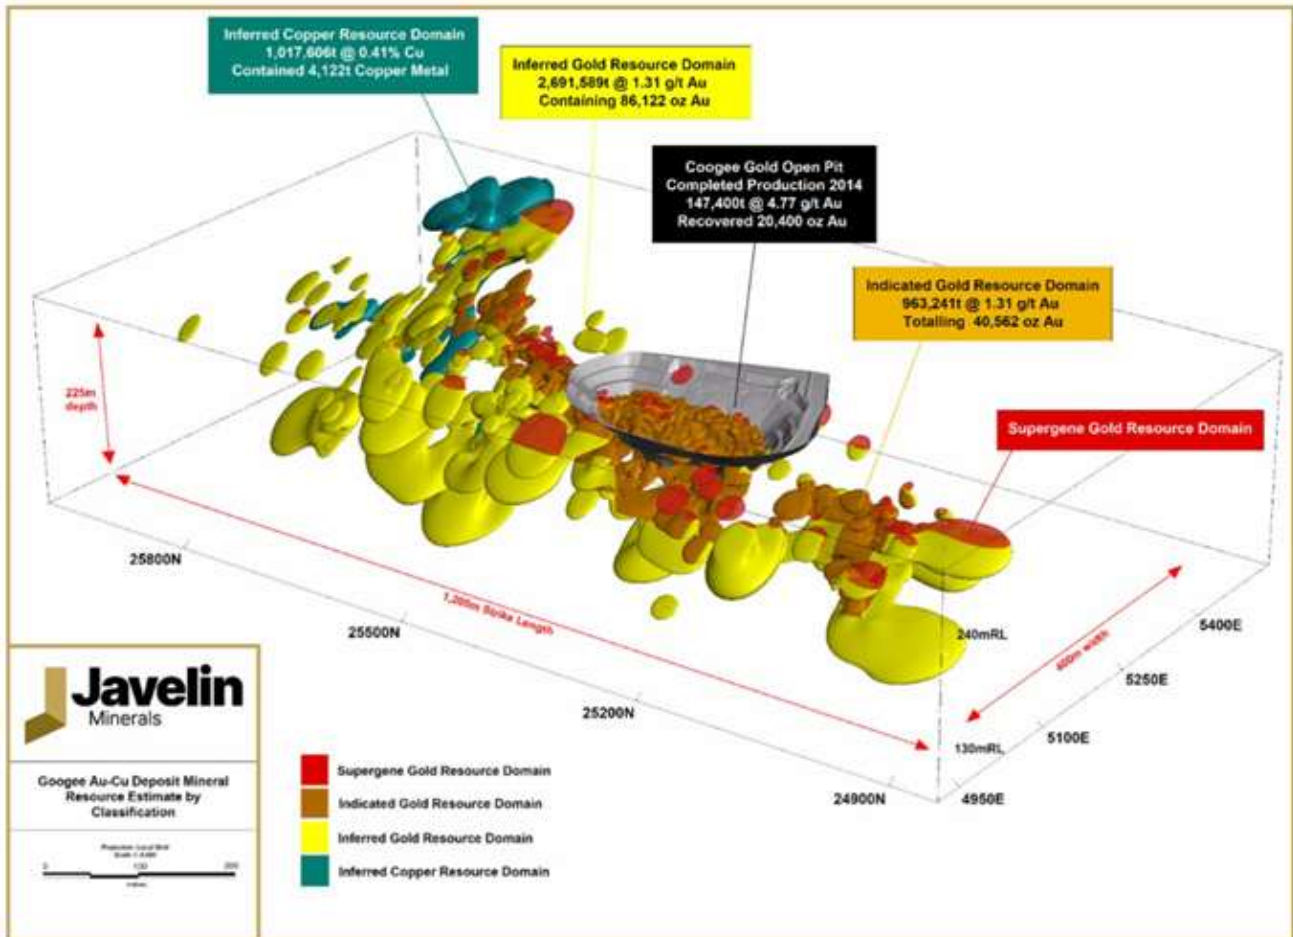 Inferred Copper Resource Domain
1,017,606t @ 0.41% Cu
Contained 4,122t Copper Metal
Inferred Gold Resource Domain
2,691,589t @ 1.31 g/t Au
Containing 86,122 oz Au
Coogee Gold Open Pit
Completed Production 2014
147,400t @ 4.77 g/t Au
Recovered 20,400 oz Au
Indicated Gold Resource Domain
963,241t @ 1.31 g/t Au
Totalling 40,562 oz Au
Supergene Gold Resource Domain
225m
depth
25800N
25500N
1,200m Strike Length
25200N
24900N
240mRL
130mRL
400m width
5400E
5250E
5100E
4950E
Javelin
Minerals
Googee Au-Cu Deposit Mineral
Resource Estimate by
Classification
Supergene Gold Resource Domain
Indicated Gold Resource Domain
Inferred Gold Resource Domain
Inferred Copper Resource Domain